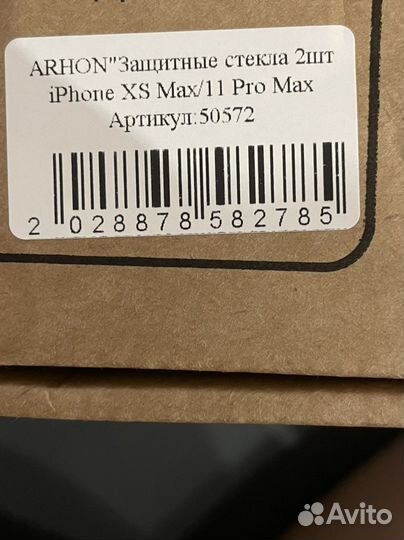 ARHON"Защитные стекла 2шт
iPhone XS Max/11 Pro Max
Артикул:50572
2 028878 582785
Avito